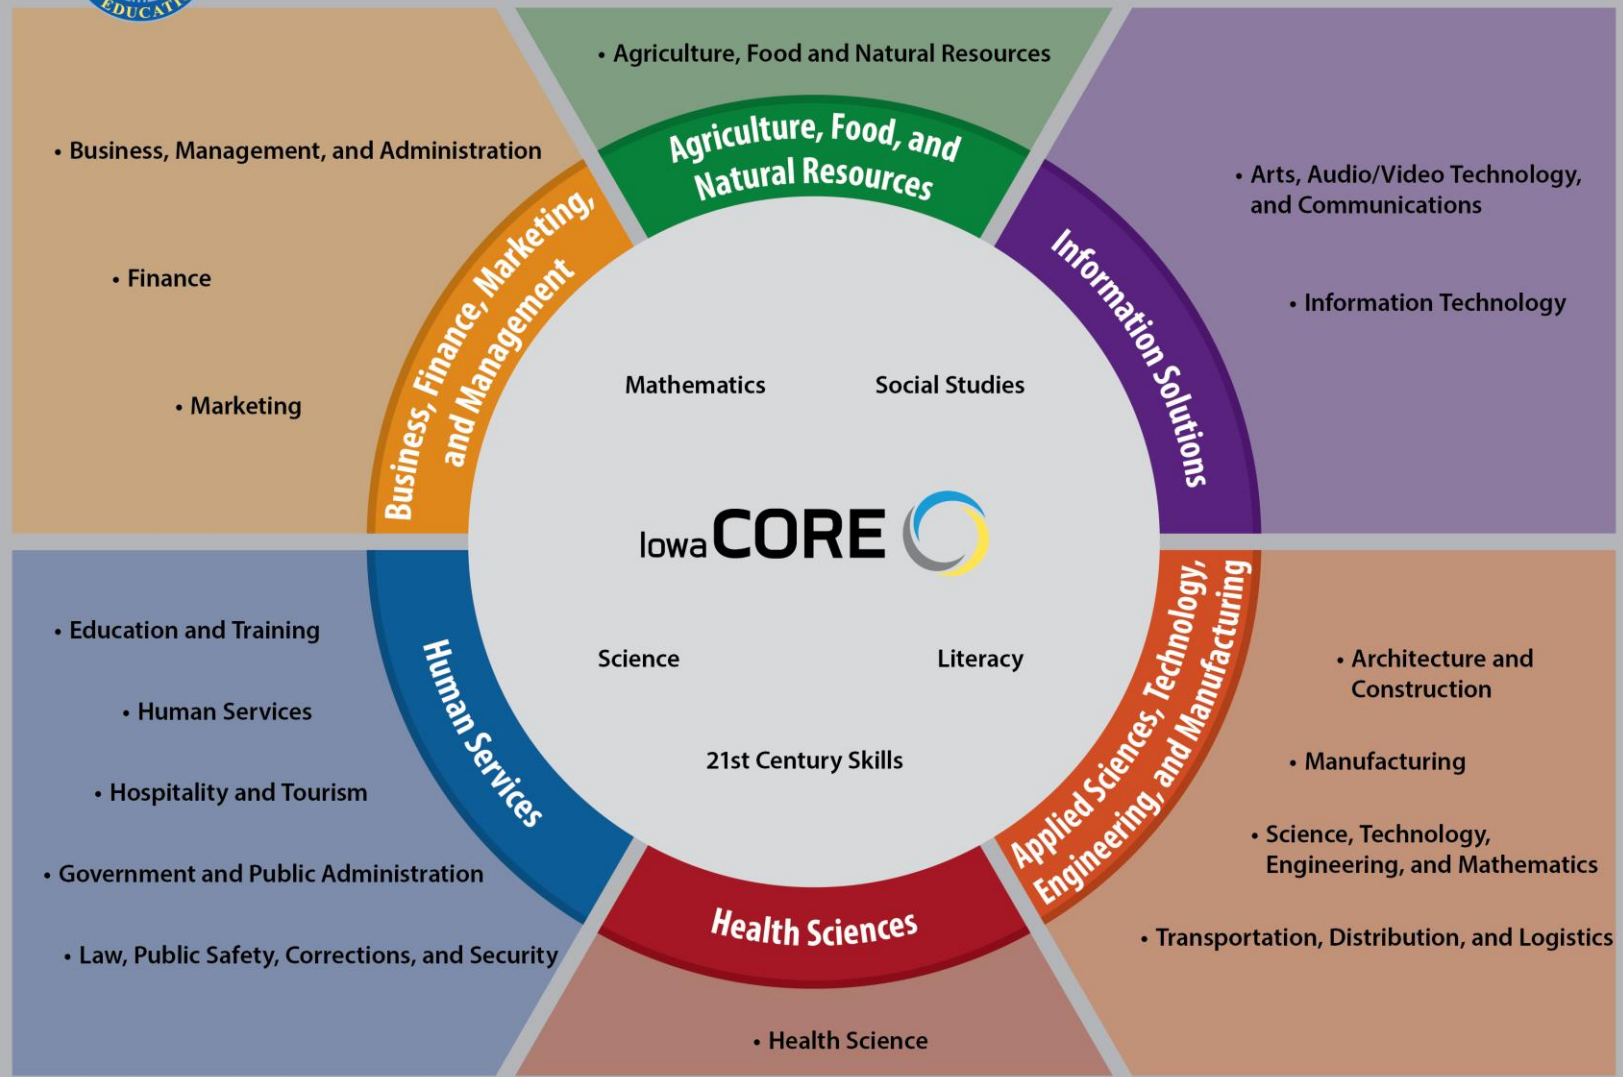 EDUCATI
• Agriculture, Food and Natural Resources
Agriculture, Food, and
Natural Resources
• Business, Management, and Administration
• Finance
• Marketing
Business, Finance, Marketing,
and Management
• Arts, Audio/Video Technology,
and Communications
• Information Technology
Information Solutions
Mathematics
Social Studies
Iowa CORE
Science
Literacy
21st Century Skills
• Education and Training
• Human Services
• Hospitality and Tourism
• Government and Public Administration
• Law, Public Safety, Corrections, and Security
Human Services
Applied Sciences, Technology,
Engineering, and Manufacturing
• Architecture and
Construction
• Manufacturing
• Science, Technology,
Engineering, and Mathematics
• Transportation, Distribution, and Logistics
Health Sciences
• Health Science